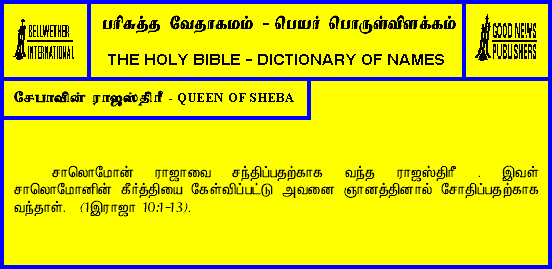 BELLWETHER
INTERNATIONAL
பரிசுத்த வேதாகமம் - பெயர் பொருள்விளக்கம்
THE HOLY BIBLE - DICTIONARY OF NAMES
GOOD NEWS
PUBLISHERS
சேபாவின் ராஜஸ்திரீ - QUEEN OF SHEBA
சாலொமோன் ராஜாவை சந்திப்பதற்காக வந்த ராஜஸ்திரீ . இவள்
சாலொமோனின் கீர்த்தியை கேள்விப்பட்டு அவனை ஞானத்தினால் சோதிப்பதற்காக
வந்தாள். (1இராஜா 10:1-13).